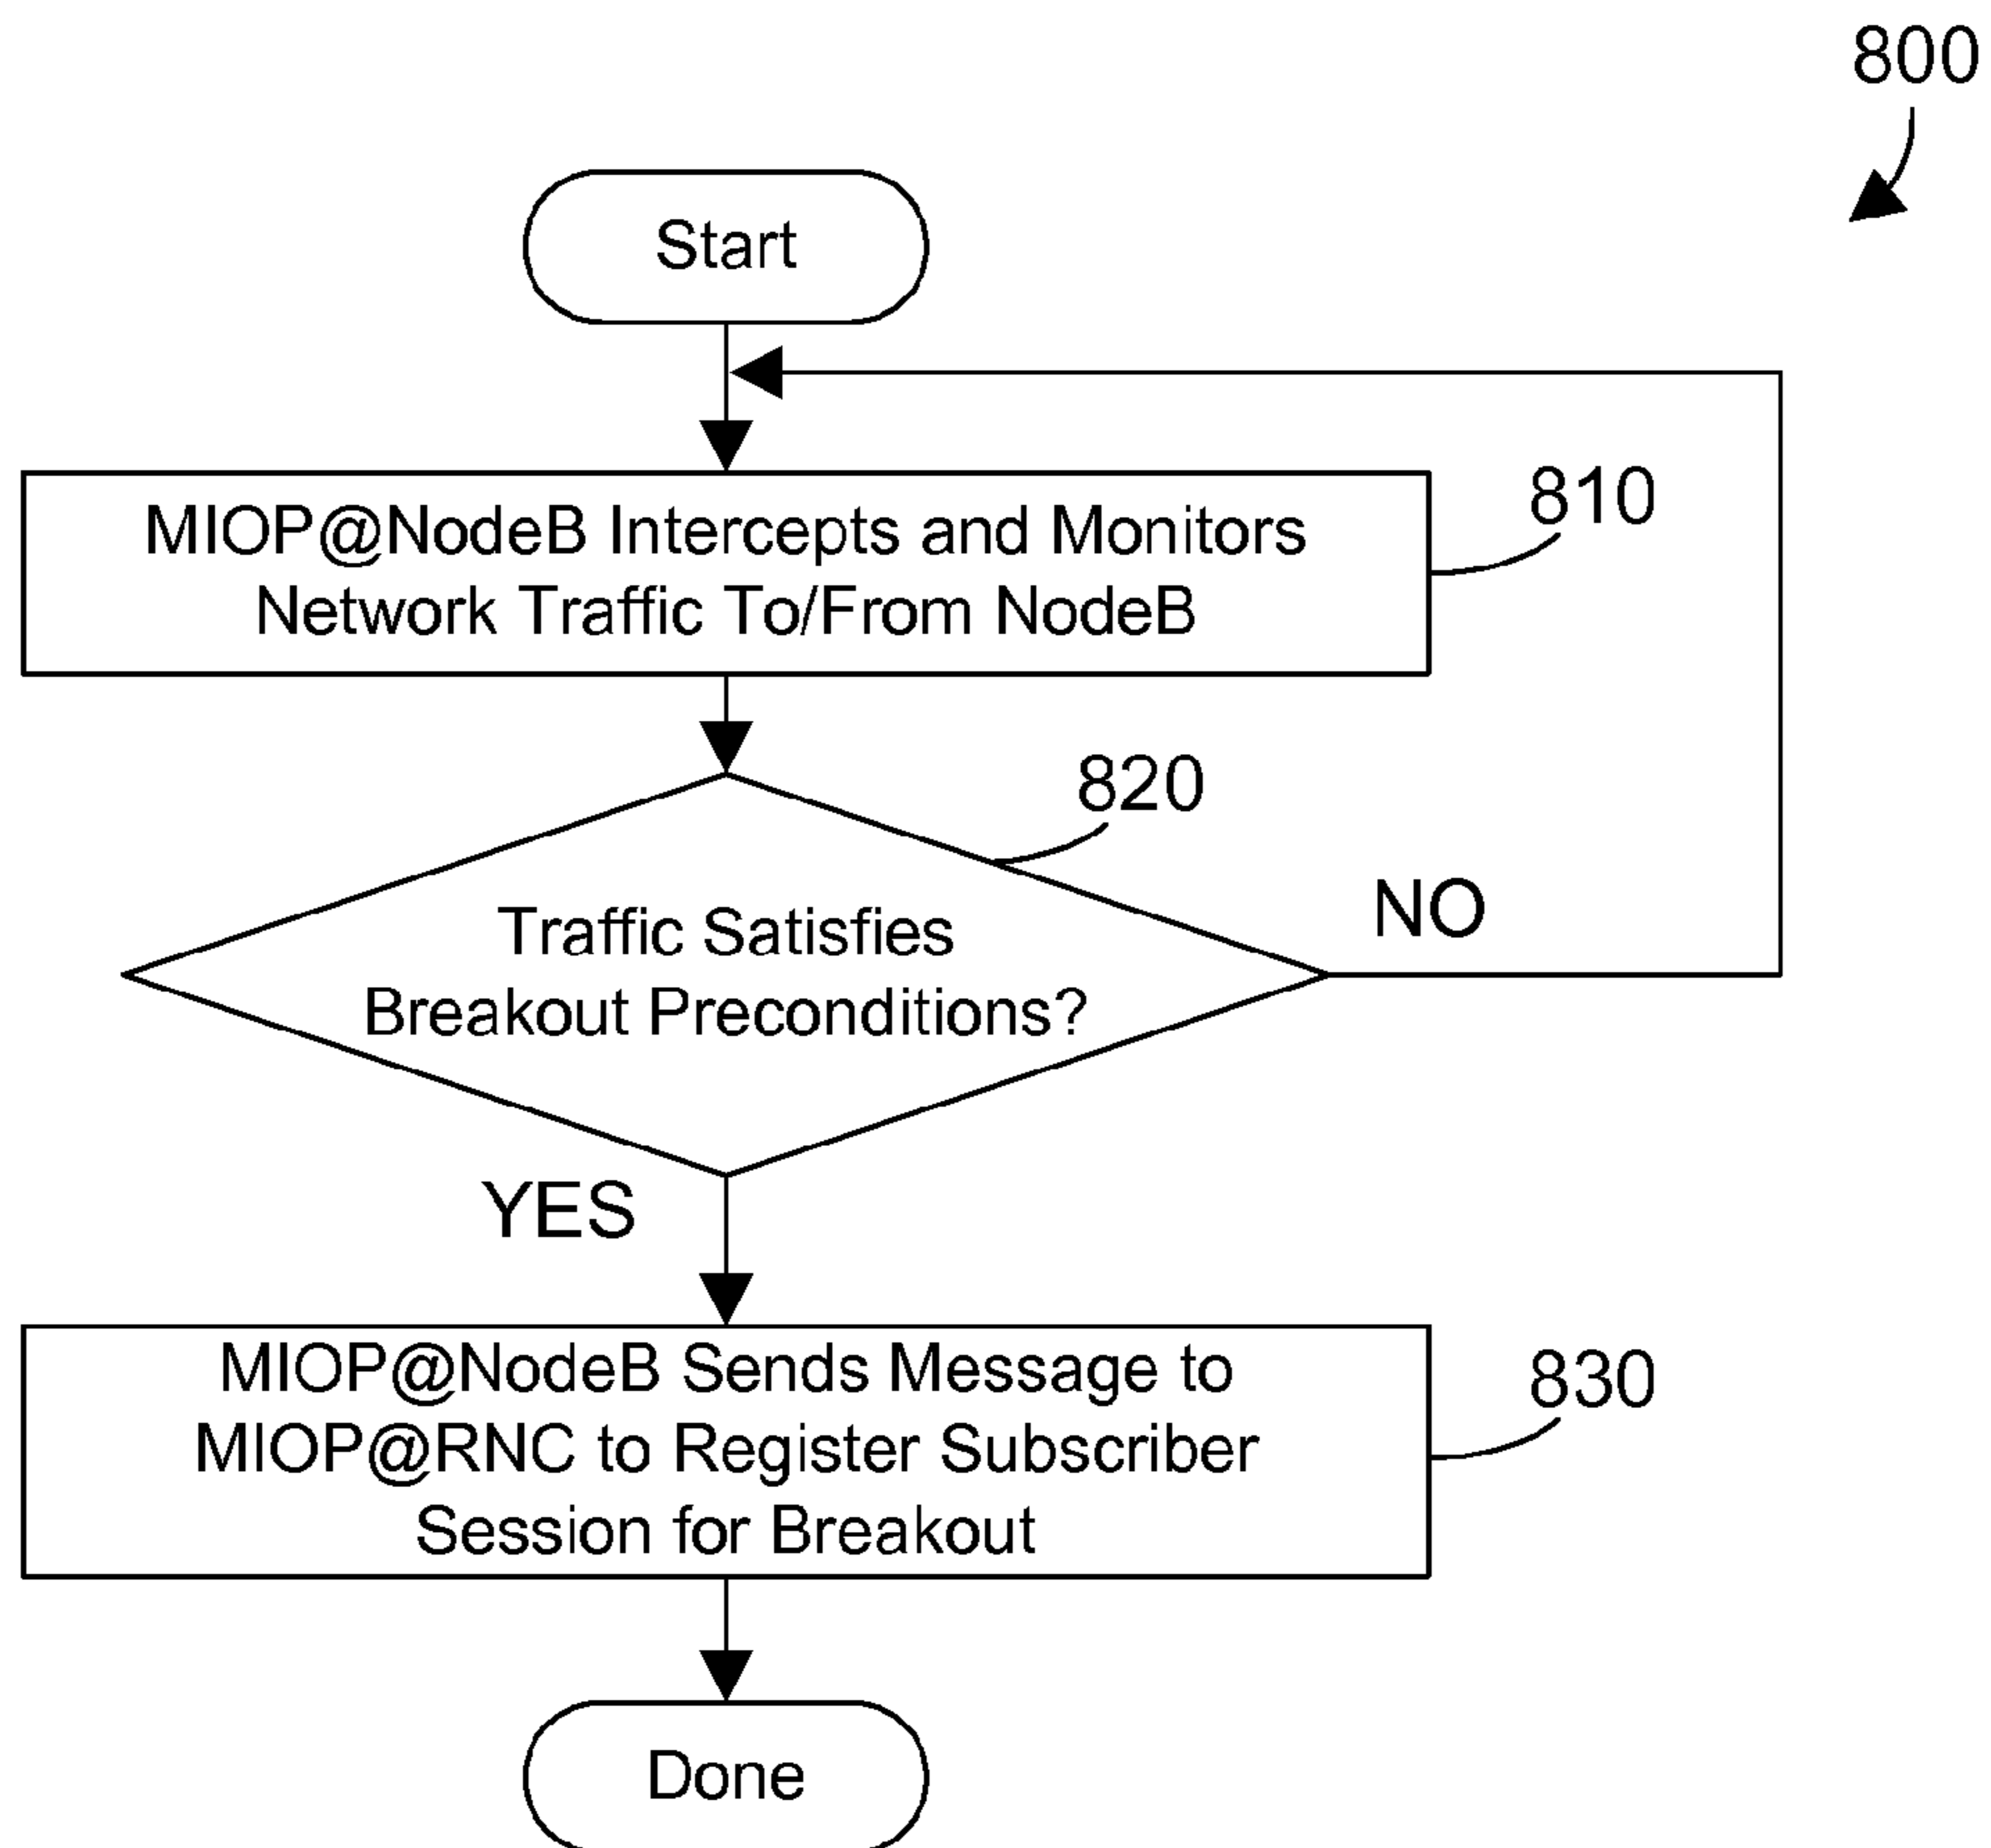 800
Start
MIOP@NodeB Intercepts and Monitors
Network Traffic To/From NodeB
810
820
Traffic Satisfies
Breakout Preconditions?
NO
YES
MIOP@NodeB Sends Message to
MIOP@RNC to Register Subscriber
Session for Breakout
830
Done